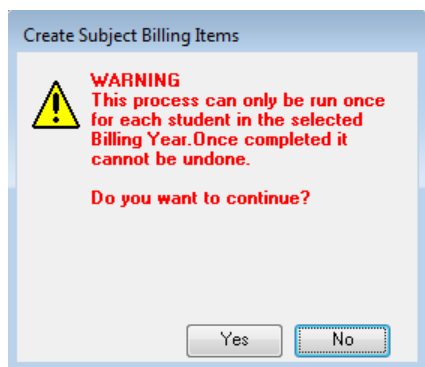 Create Subject Billing Items
WARNING
This process can only be run once
for each student in the selected
Billing Year.Once completed it
cannot be undone.
Do you want to continue?
Yes
No